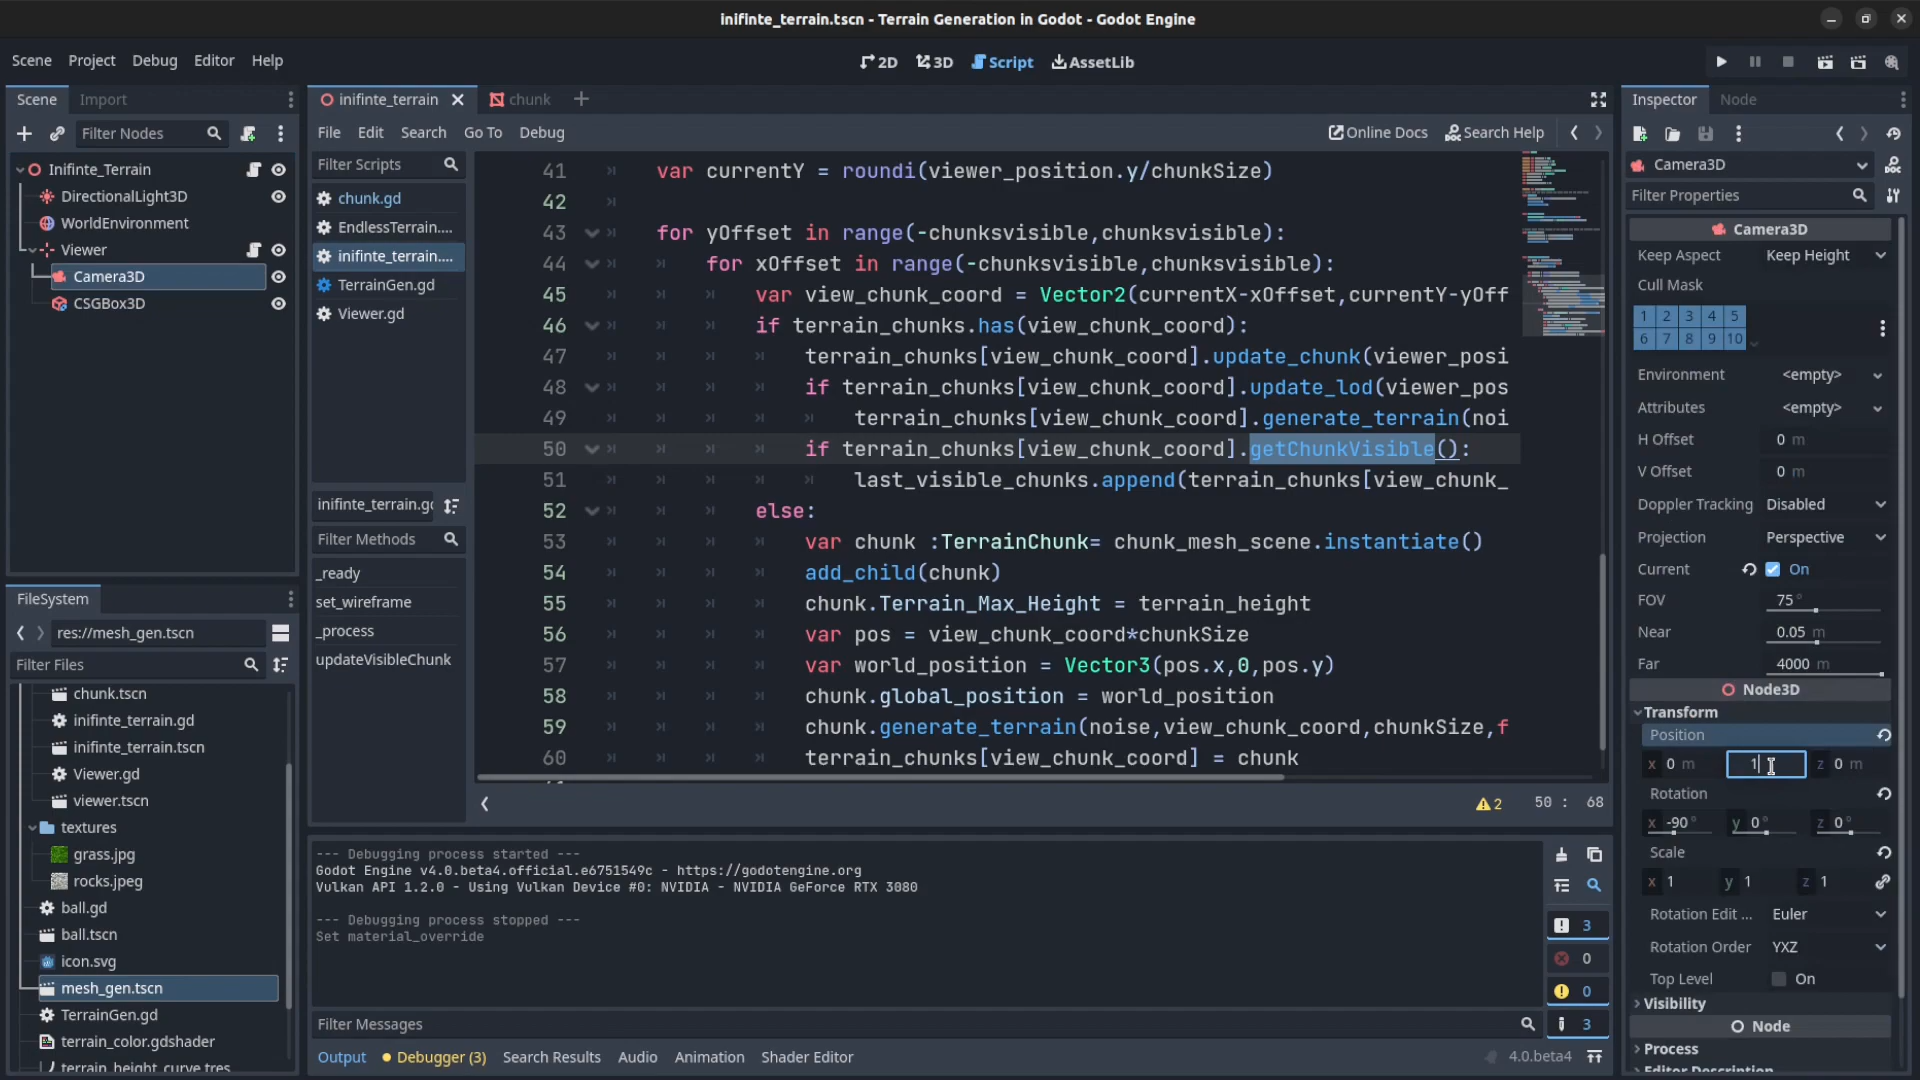 inifinte_terrain.tscn - Terrain Generation in Godot - Godot Engine
Scene Project Debug Editor Help
2D 3D Script AssetLib
Scene Import
Filter Nodes
Inifinte_Terrain
DirectionalLight3D
WorldEnvironment
Viewer
Camera3D
CSGBox3D
FileSystem
res://mesh_gen.tscn
Filter Files
chunk.tscn
inifinte_terrain.gd
inifinte_terrain.tscn
Viewer.gd
viewer.tscn
textures
grass.jpg
rocks.jpeg
ball.gd
ball.tscn
icon.svg
mesh_gen.tscn
TerrainGen.gd
terrain_color.gdshader
terrain_height_curve.tres
inifinte_terrain chunk
File Edit Search Go To Debug
Online Docs Search Help
Filter Scripts
chunk.gd
EndlessTerrain....
inifinte_terrain....
TerrainGen.gd
Viewer.gd
inifinte_terrain.gd
Filter Methods
_ready
set_wireframe
_process
updateVisibleChunk
41 var currentY = roundi(viewer_position.y/chunkSize)
42
43 for yOffset in range(-chunksvisible,chunksvisible):
44 for xOffset in range(-chunksvisible,chunksvisible):
45 var view_chunk_coord = Vector2(currentX-xOffset,currentY-yOff
46 if terrain_chunks.has(view_chunk_coord):
47 terrain_chunks[view_chunk_coord].update_chunk(viewer_posi
48 if terrain_chunks[view_chunk_coord].update_lod(viewer_pos
49 terrain_chunks[view_chunk_coord].generate_terrain(noi
50 if terrain_chunks[view_chunk_coord].getChunkVisible():
51 last_visible_chunks.append(terrain_chunks[view_chunk_
52 else:
53 var chunk :TerrainChunk= chunk_mesh_scene.instantiate()
54 add_child(chunk)
55 chunk.Terrain_Max_Height = terrain_height
56 var pos = view_chunk_coord*chunkSize
57 var world_position = Vector3(pos.x,0,pos.y)
58 chunk.global_position = world_position
59 chunk.generate_terrain(noise,view_chunk_coord,chunkSize,f
60 terrain_chunks[view_chunk_coord] = chunk
2 50 : 68
--- Debugging process started ---
Godot Engine v4.0.beta4.official.e6751549c - https://godotengine.org
Vulkan API 1.2.0 - Using Vulkan Device #0: NVIDIA - NVIDIA GeForce RTX 3080
--- Debugging process stopped ---
Set material_override
3
0
0
3
Filter Messages
Output Debugger (3) Search Results Audio Animation Shader Editor
4.0.beta4
Inspector Node
Camera3D
Filter Properties
Camera3D
Keep Aspect Keep Height
Cull Mask
1 2 3 4 5
6 7 8 9 10
Environment <empty>
Attributes <empty>
H Offset 0 m
V Offset 0 m
Doppler Tracking Disabled
Projection Perspective
Current On
FOV 75 °
Near 0.05 m
Far 4000 m
Node3D
Transform
Position
x 0 m 1 z 0 m
Rotation
x -90 ° y 0 ° z 0 °
Scale
x 1 y 1 z 1
Rotation Edit ... Euler
Rotation Order YXZ
Top Level On
Visibility
Node
Process
Editor Description